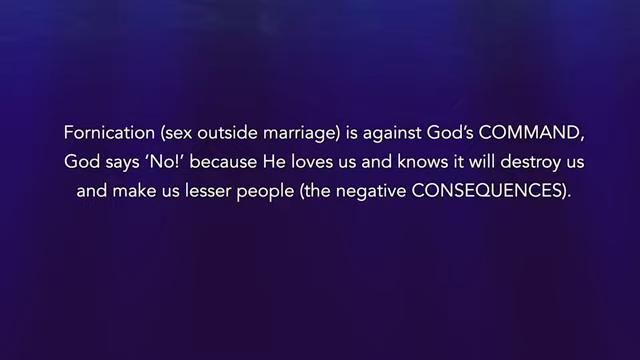 Fornication (sex outside marriage) is against God’s COMMAND,
God says ‘No!’ because He loves us and knows it will destroy us
and make us lesser people (the negative CONSEQUENCES).